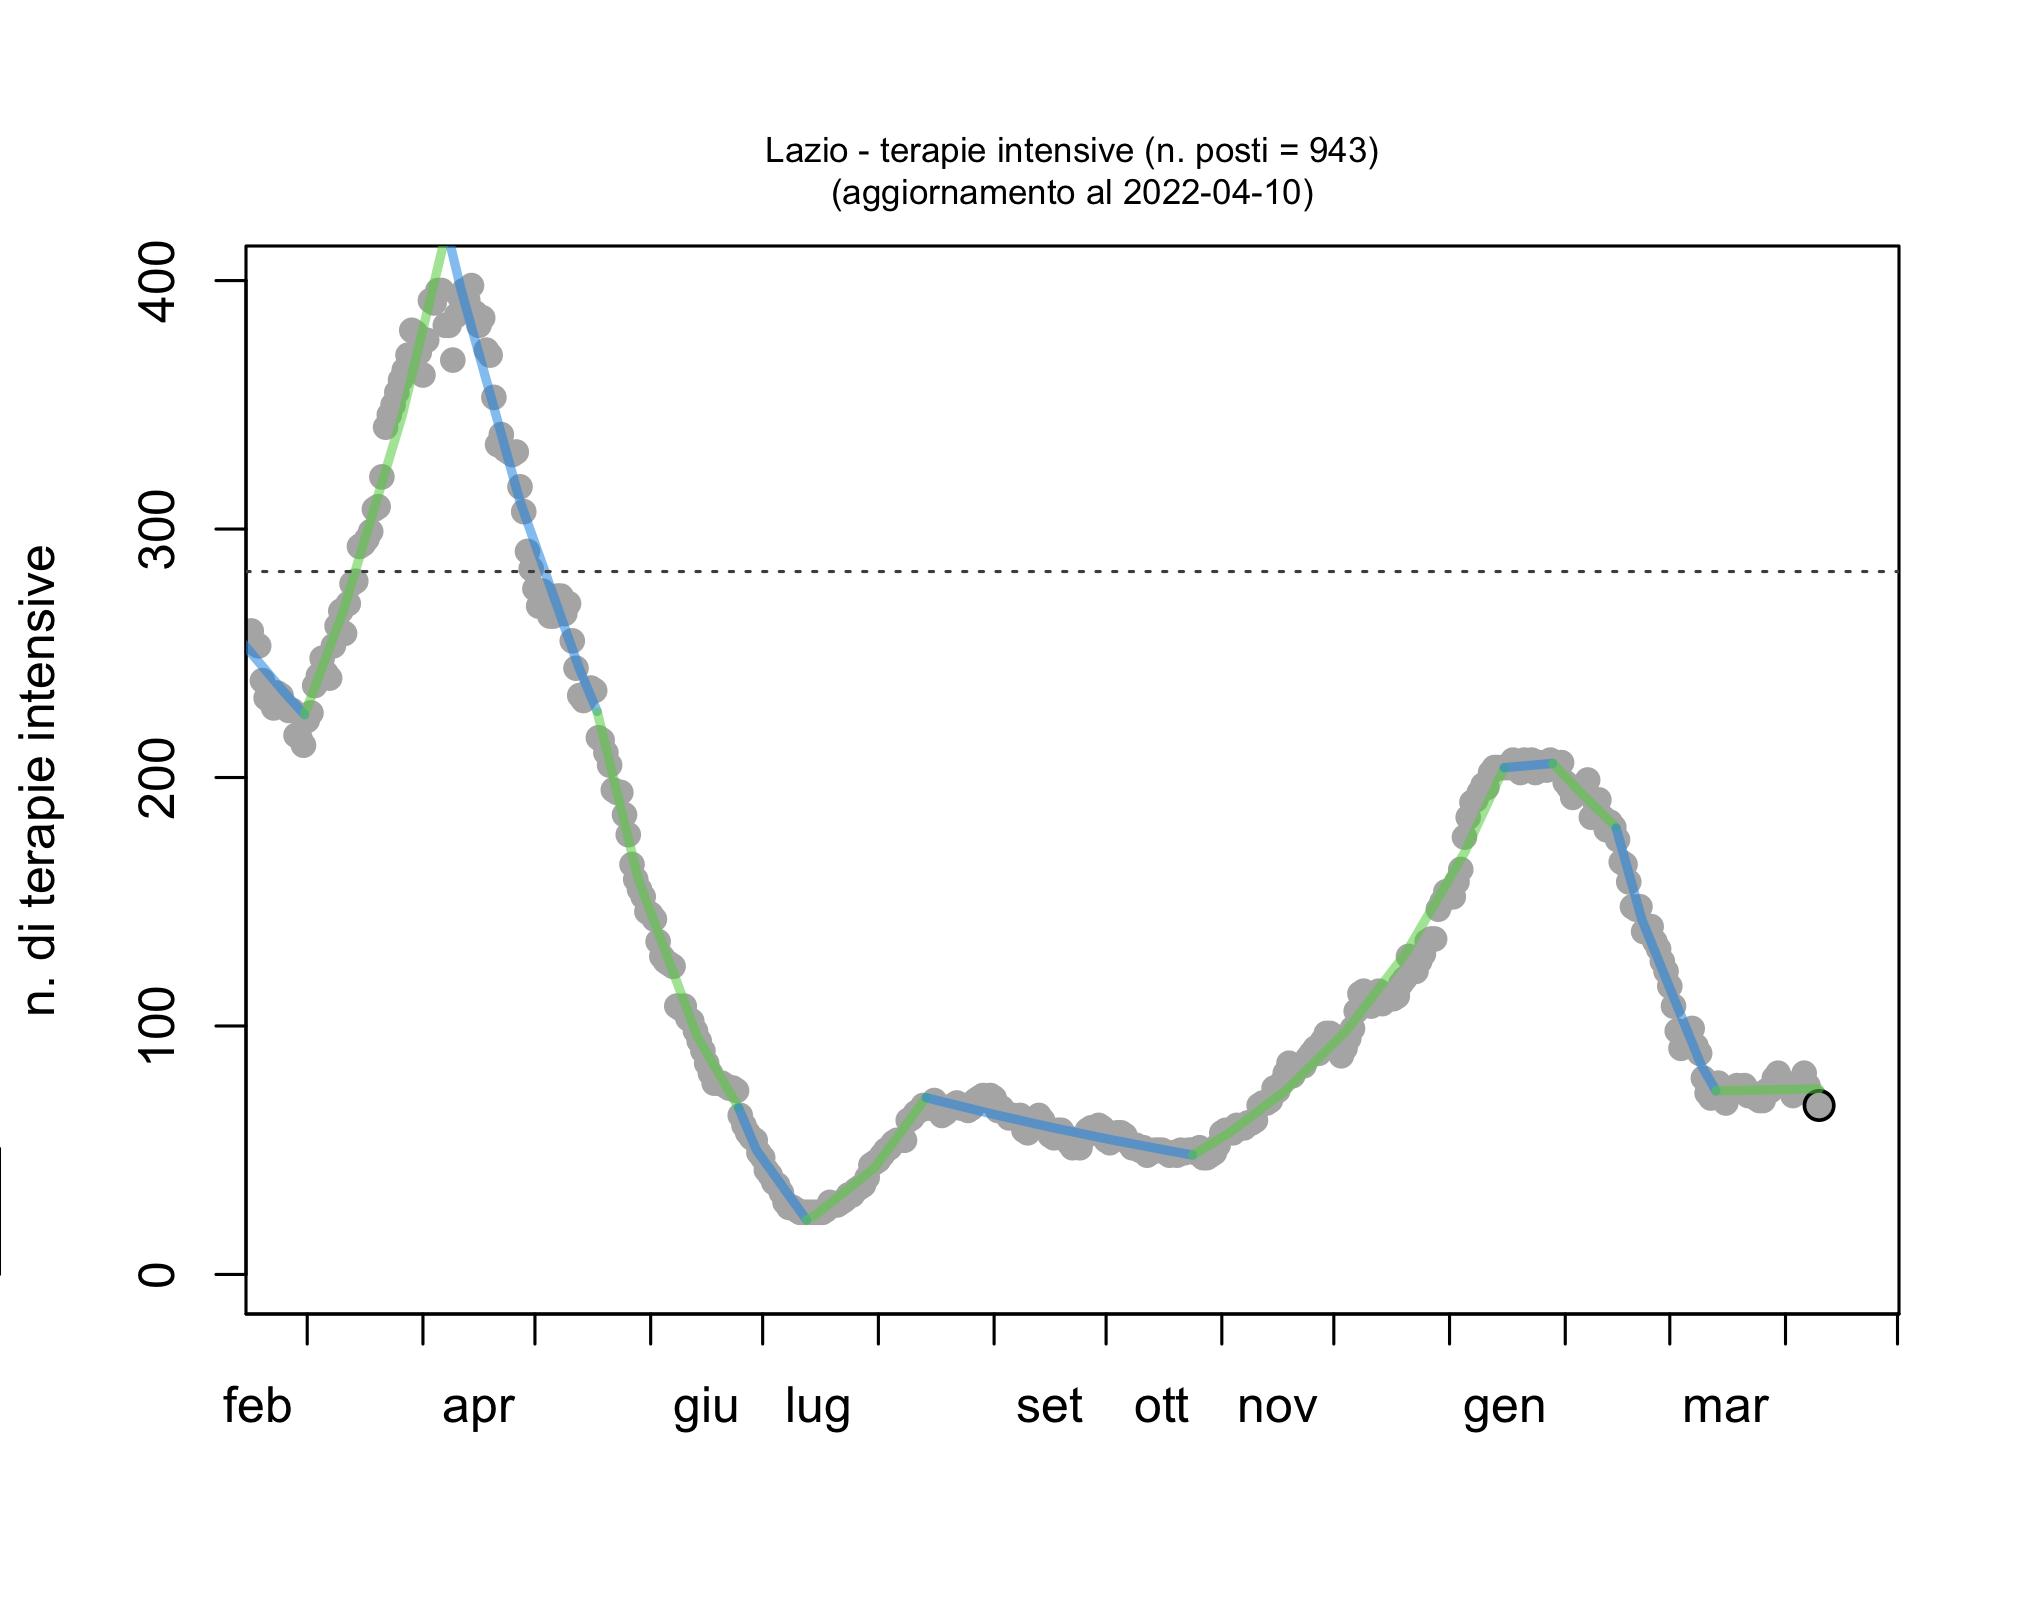 Lazio - terapie intensive (n. posti = 943)
(aggiornamento al 2022-04-10)
n. di terapie intensive
400
300
200
100
0
feb apr giu lug set ott nov gen mar